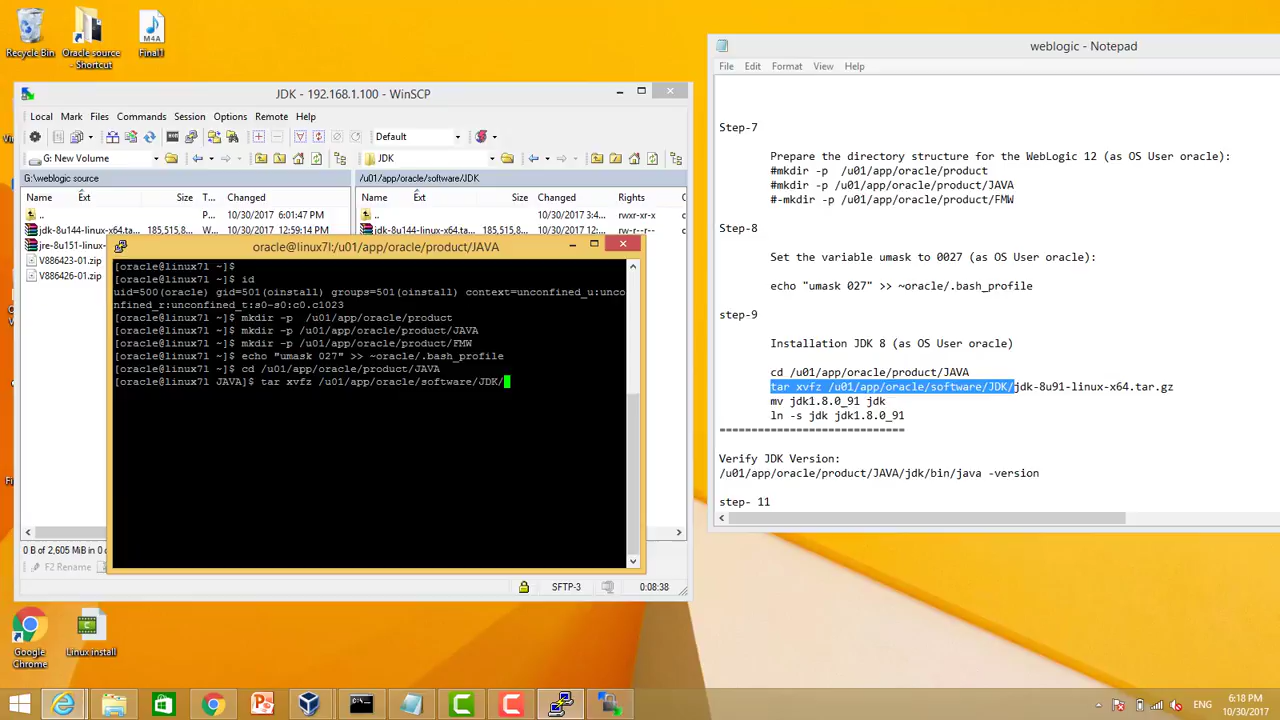 Recycle Bin
Oracle source - Shortcut
Final1
JDK - 192.168.1.100 - WinSCP
Local Mark Files Commands Session Options Remote Help
Default
G: New Volume
JDK
G:\weblogic source
/u01/app/oracle/software/JDK
Name Ext Size T... Changed
Name Ext Size Changed Rights
.. P... 10/30/2017 6:01:47 PM
.. 10/30/2017 3:4... rwxr-xr-x
jdk-8u144-linux-x64.t... 185,515,8... 10/30/2017 12:59:14 PM
jdk-8u144-linux-x64.ta... 185,515,8... 10/30/2017 3:5... rw-r--r--
jre-8u151-linux-
V886423-01.zip
V886426-01.zip
oracle@linux7l:/u01/app/oracle/product/JAVA
[oracle@linux7l ~]$
[oracle@linux7l ~]$ id
uid=500(oracle) gid=501(oinstall) groups=501(oinstall) context=unconfined_u:unco
nfined_r:unconfined_t:s0-s0:c0.c1023
[oracle@linux7l ~]$ mkdir -p  /u01/app/oracle/product
[oracle@linux7l ~]$ mkdir -p /u01/app/oracle/product/JAVA
[oracle@linux7l ~]$ mkdir -p /u01/app/oracle/product/FMW
[oracle@linux7l ~]$ echo "umask 027" >> ~oracle/.bash_profile
[oracle@linux7l ~]$ cd /u01/app/oracle/product/JAVA
[oracle@linux7l JAVA]$ tar xvfz /u01/app/oracle/software/JDK/
0 B of 2,605 MiB in 0 o
F2 Rename
SFTP-3
0:08:38
weblogic - Notepad
File Edit Format View Help
Step-7
Prepare the directory structure for the WebLogic 12 (as OS User oracle):
#mkdir -p  /u01/app/oracle/product
#mkdir -p /u01/app/oracle/product/JAVA
#-mkdir -p /u01/app/oracle/product/FMW
Step-8
Set the variable umask to 0027 (as OS User oracle):
echo "umask 027" >> ~oracle/.bash_profile
step-9
Installation JDK 8 (as OS User oracle)
cd /u01/app/oracle/product/JAVA
tar xvfz /u01/app/oracle/software/JDK/jdk-8u91-linux-x64.tar.gz
mv jdk1.8.0_91 jdk
ln -s jdk jdk1.8.0_91
===========================
Verify JDK Version:
/u01/app/oracle/product/JAVA/jdk/bin/java -version
step- 11
Google Chrome
Linux install
ENG
6:18 PM
10/30/2017